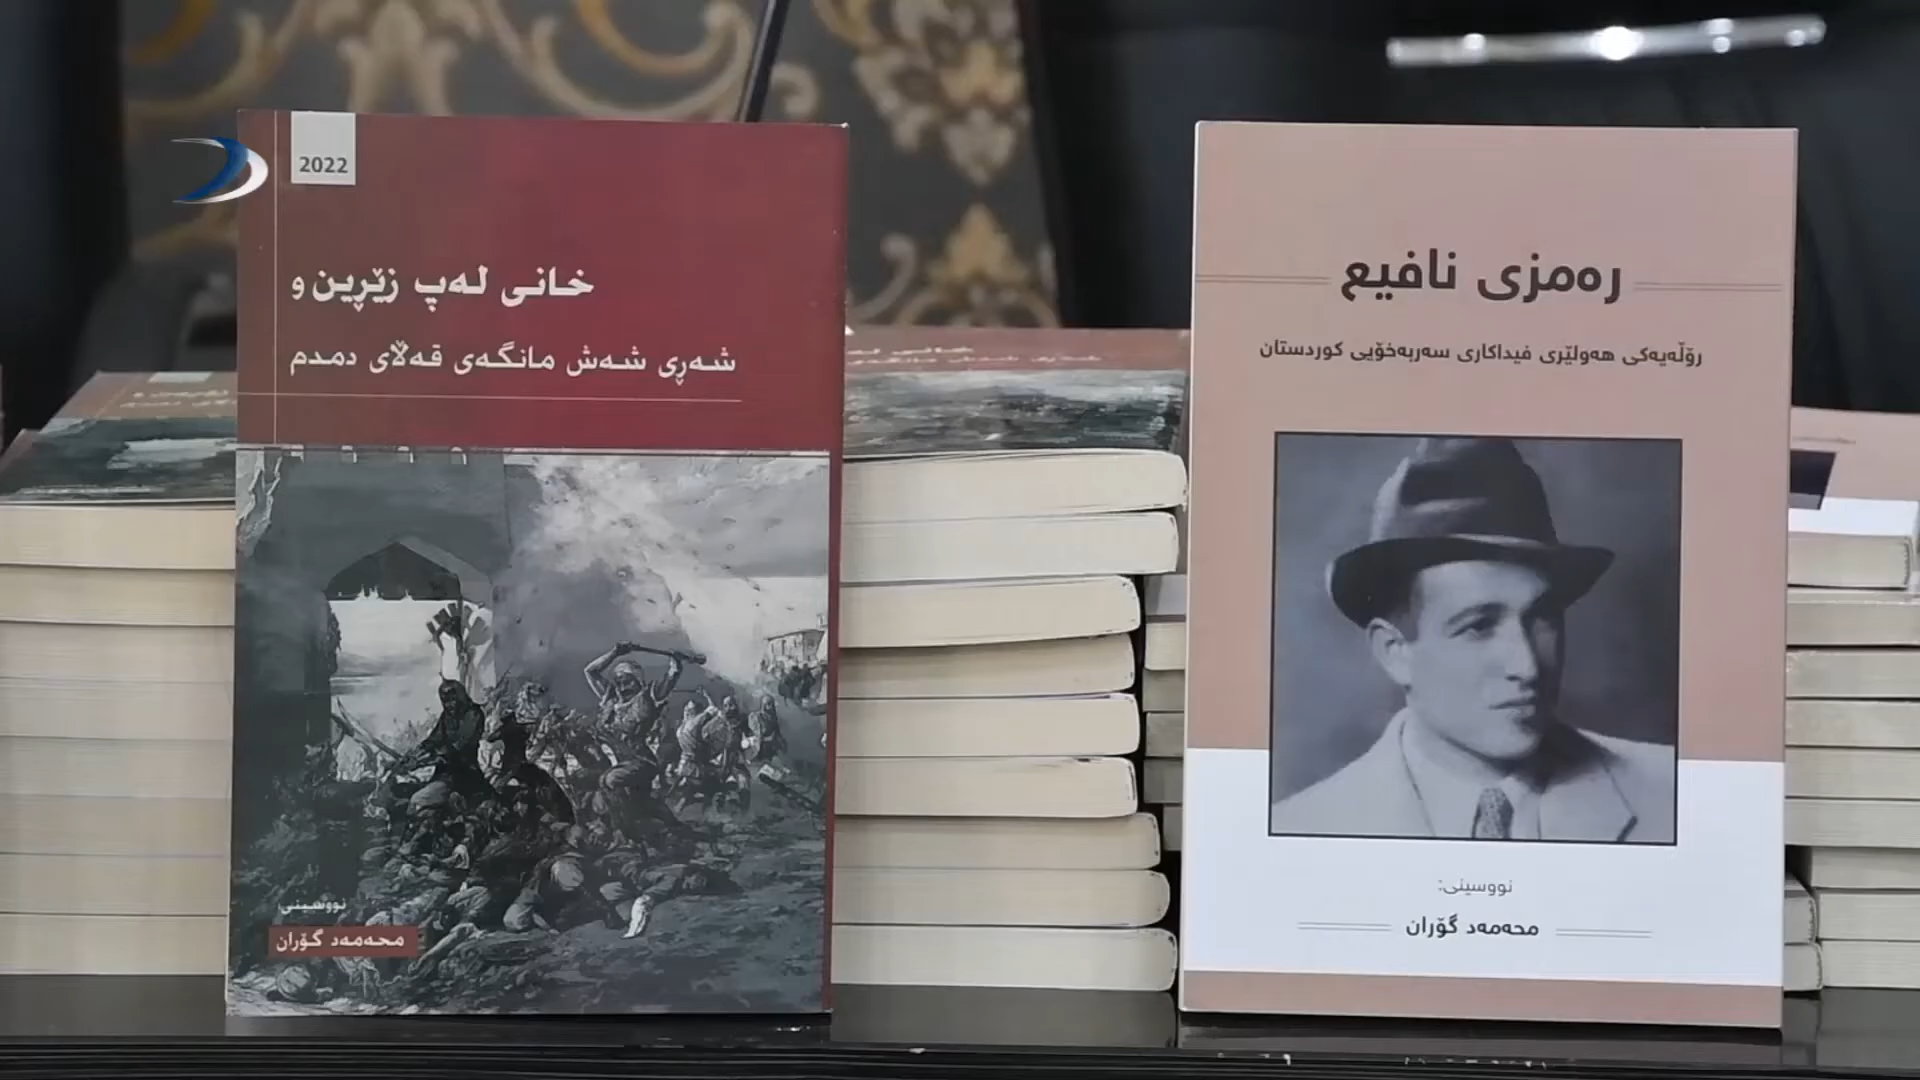 2022
خانی لەپ زێڕین و
شەڕی شەش مانگەی قەڵای دمدم
نووسینی:
محەمەد گۆران
ڕەمزی نافیع
ڕۆڵەیەکی هەولێری فیداکاری سەربەخۆیی کوردستان
نووسینی:
محەمەد گۆران